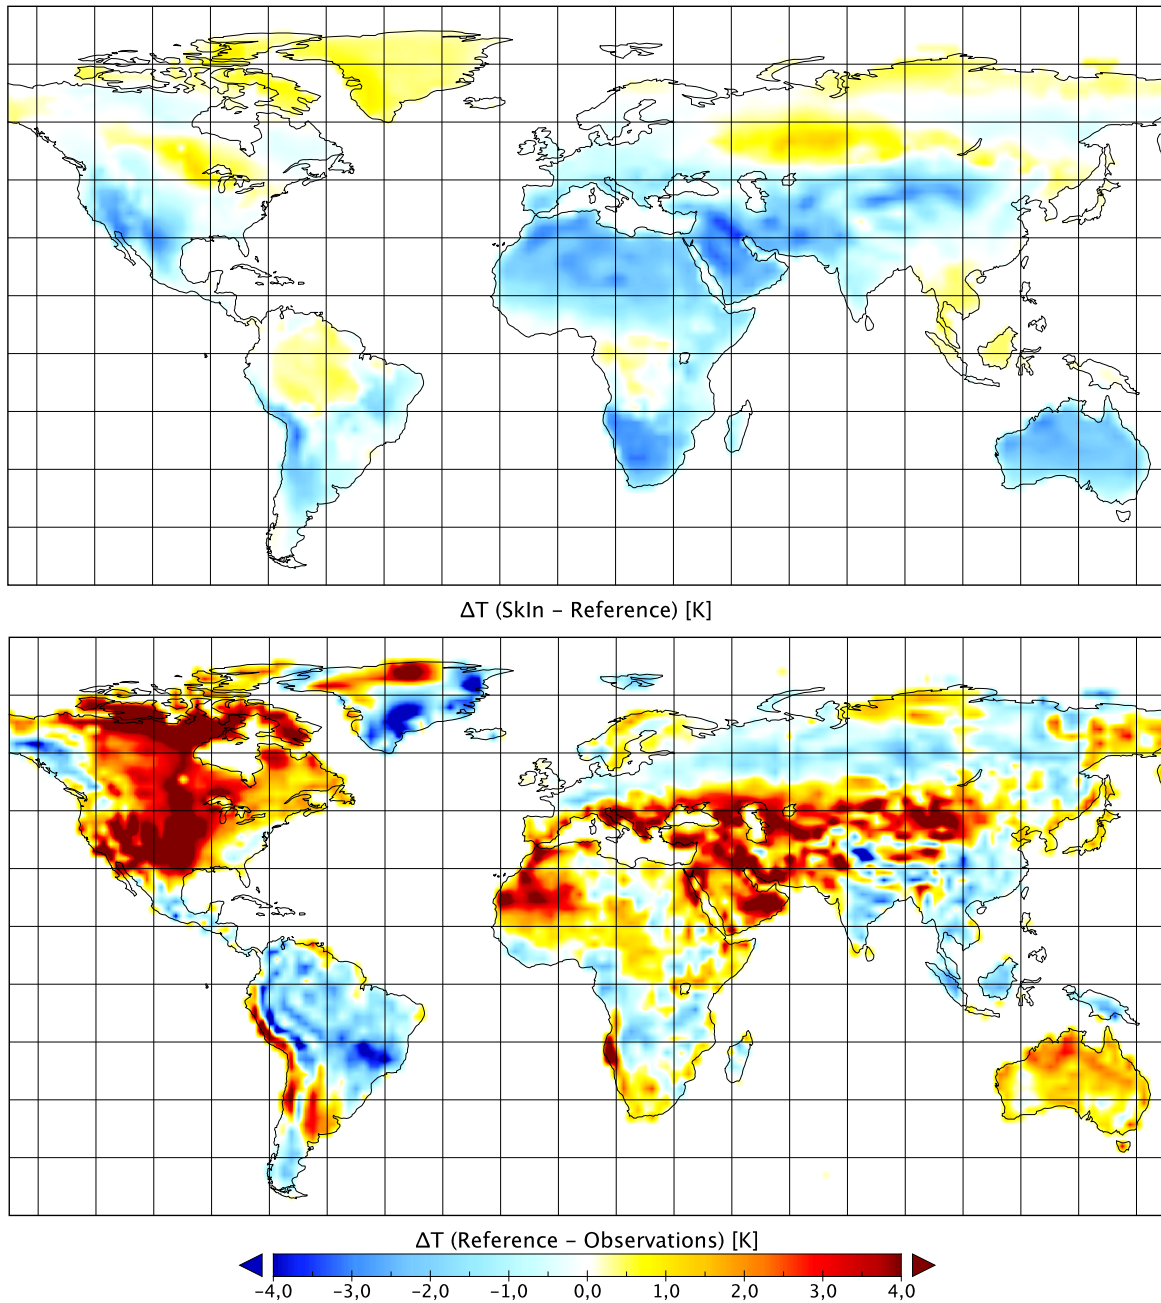 ΔT (SkIn – Reference) [K]
ΔT (Reference – Observations) [K]
−4,0 −3,0 −2,0 −1,0 0,0 1,0 2,0 3,0 4,0